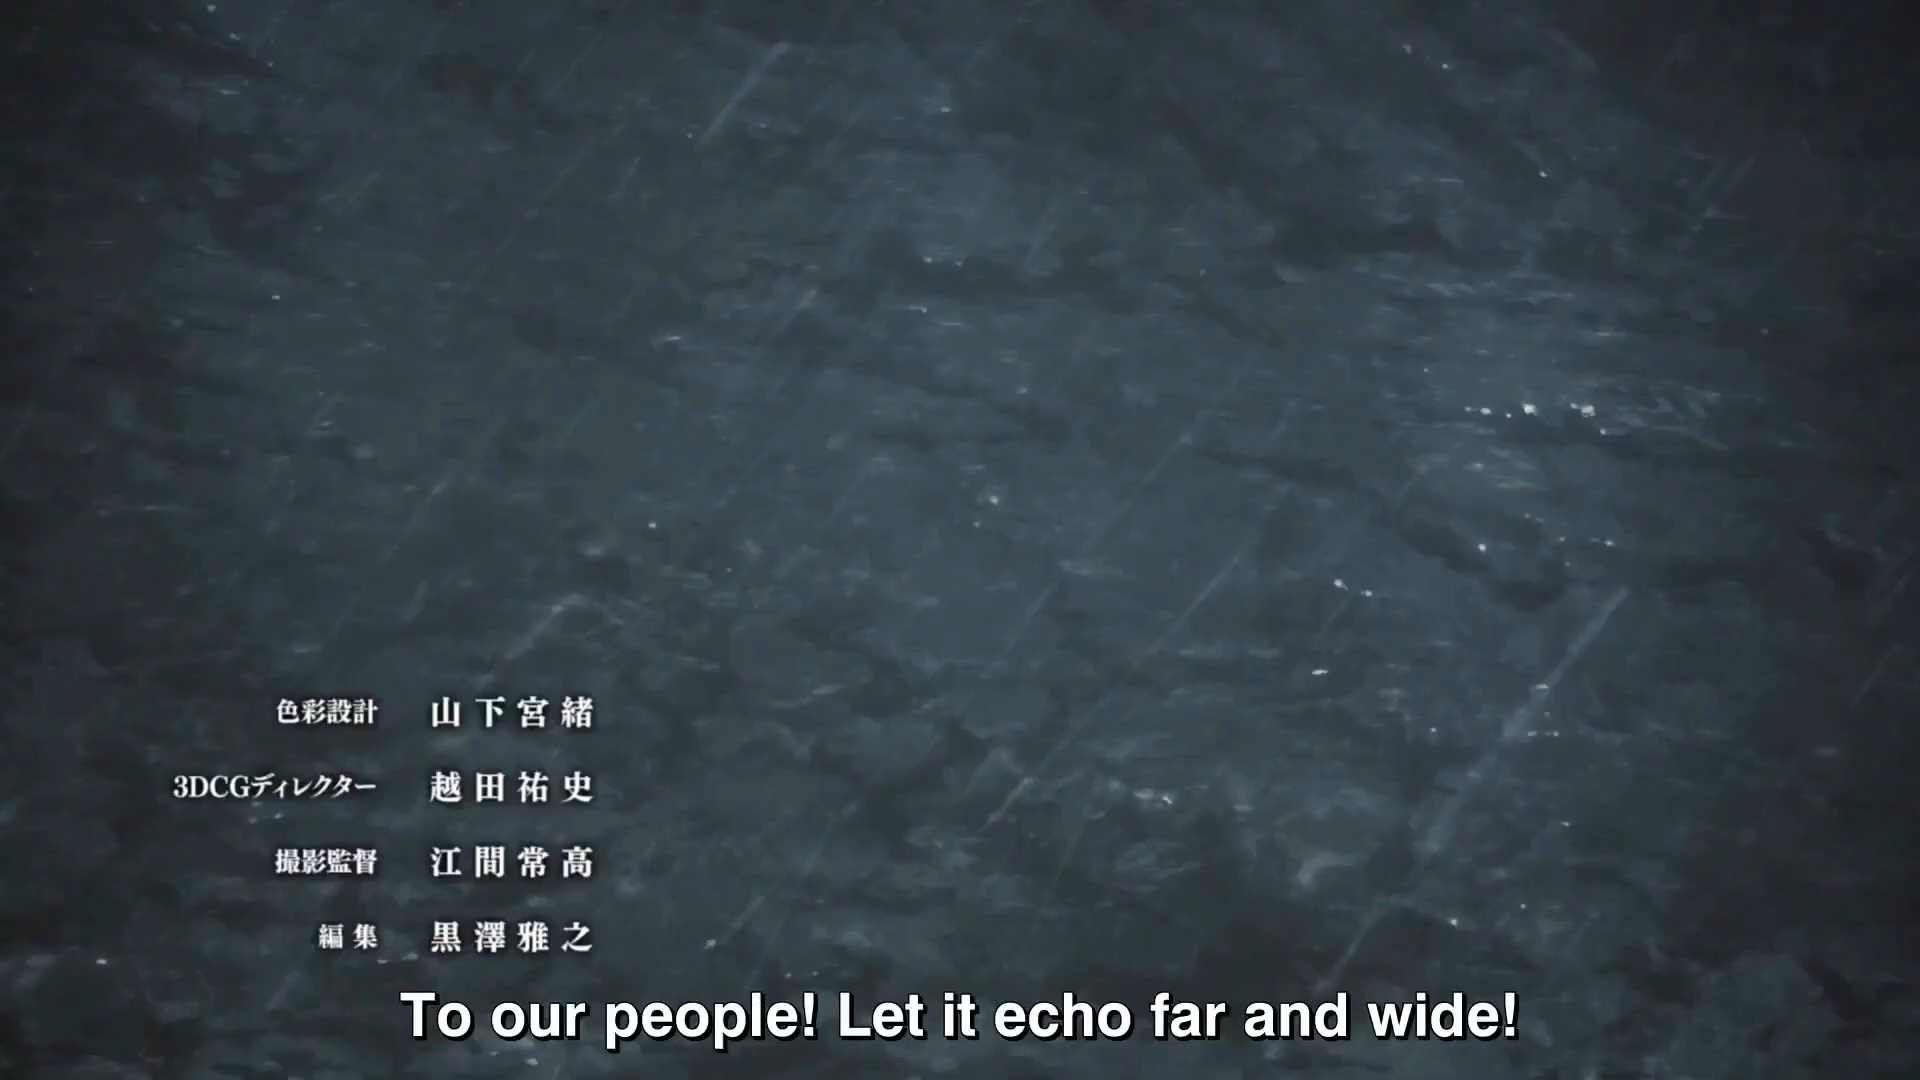 色彩設計 山下宮緒
3DCGディレクター 越田祐史
撮影監督 江間常高
編集 黒澤雅之
To our people! Let it echo far and wide!